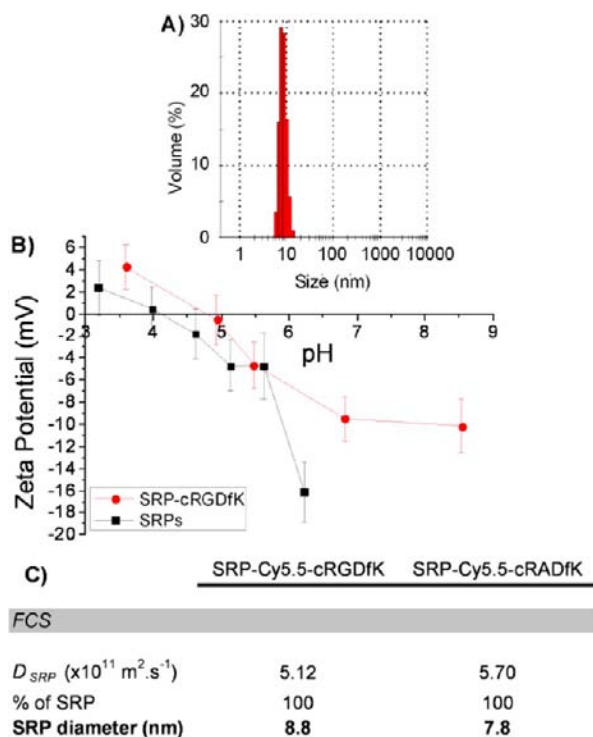 A)
30
20
10
0
Volume (%)
1 10 100 1000 10000
Size (nm)
B)
6
4
2
0
-2
-4
-6
-8
-10
-12
-14
-16
-18
-20
Zeta Potential (mV)
3 4 5 6 7 8 9
pH
SRP-cRGDfK
SRPs
C)
SRP-Cy5.5-cRGDfK SRP-Cy5.5-cRADfK
FCS
D SRP (x10¹¹ m².s⁻¹) 5.12 5.70
% of SRP 100 100
SRP diameter (nm) 8.8 7.8